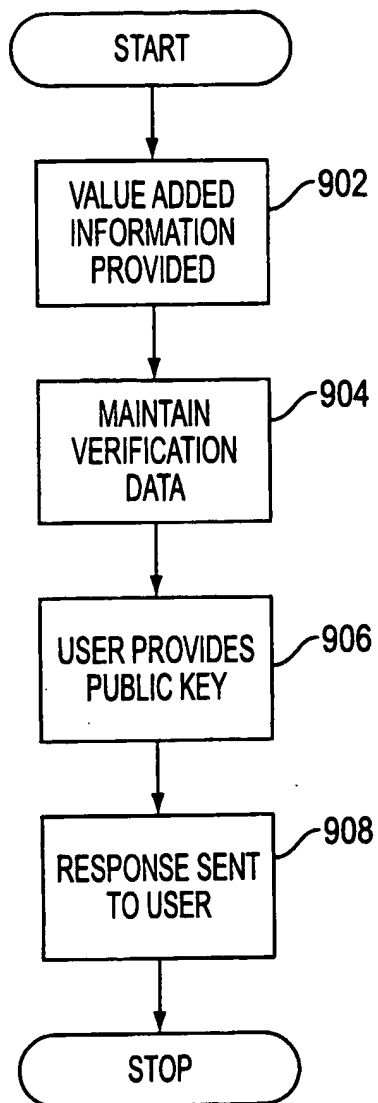 START
902
VALUE ADDED
INFORMATION
PROVIDED
904
MAINTAIN
VERIFICATION
DATA
906
USER PROVIDES
PUBLIC KEY
908
RESPONSE SENT
TO USER
STOP